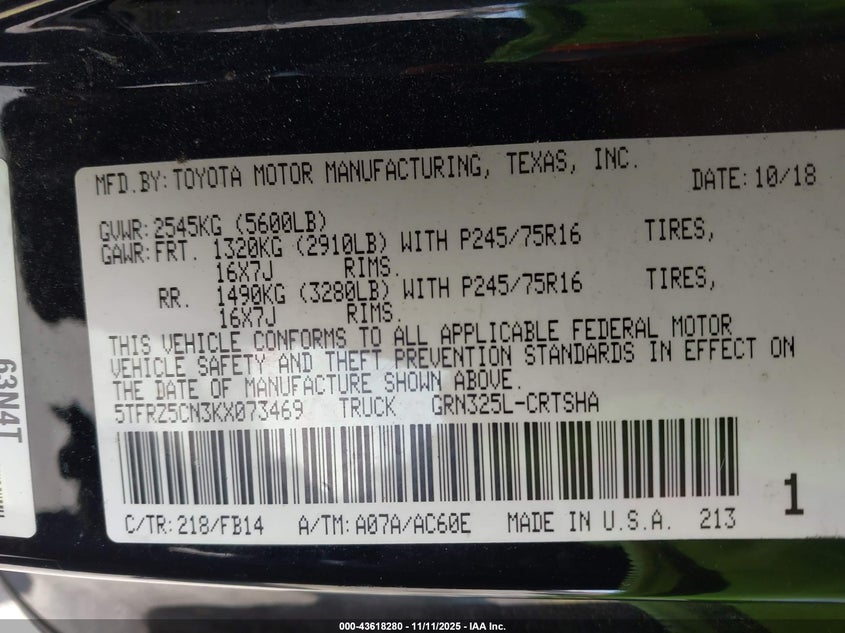 MFD.BY:TOYOTA MOTOR MANUFACTURING, TEXAS, INC.
DATE:10/18
GVWR:2545KG (5600LB)
GAWR:FRT. 1320KG (2910LB) WITH P245/75R16 TIRES,
16X7J RIMS.
RR. 1490KG (3280LB) WITH P245/75R16 TIRES,
16X7J RIMS.
THIS VEHICLE CONFORMS TO ALL APPLICABLE FEDERAL MOTOR
VEHICLE SAFETY AND THEFT PREVENTION STANDARDS IN EFFECT ON
THE DATE OF MANUFACTURE SHOWN ABOVE.
5TFRZ5CN3KX073469 TRUCK GRN325L-CRTSHA
C/TR:218/FB14 A/TM:A07A/AC60E MADE IN U.S.A. 213
1
63N4T
000-43618280 - 11/11/2025 - IAA Inc.